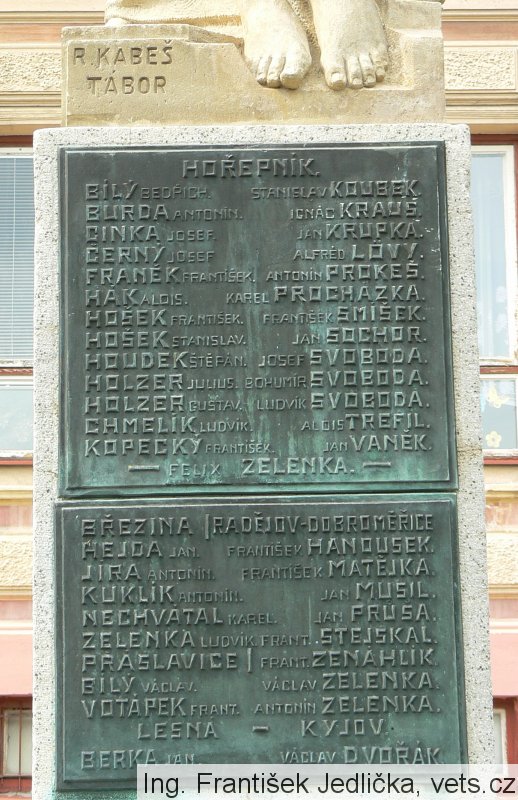 R. KABEŠ
TÁBOR
HOŘEPNÍK.
BÍLÝ BEDŘICH. STANISLAV KOUBEK.
BURDA ANTONÍN. IGNÁC KRAUS.
CINKA JOSEF. JAN KRUPKA.
ČERNÝ JOSEF ALFRÉD LÖVY.
FRANĚK FRANTIŠEK. ANTONÍN PROKEŠ.
HÁK ALOIS. KAREL PROCHÁZKA.
HOŠEK FRANTIŠEK. FRANTIŠEK SMÍŠEK.
HOŠEK STANISLAV. JAN SOCHOR.
HOUDEK ŠTĚPÁN. JOSEF SVOBODA.
HOLZER JULIUS. BOHUMÍR SVOBODA.
HOLZER GUSTAV. LUDVÍK SVOBODA.
CHMELÍK LUDVÍK. ALOIS TREFIL.
KOPECKÝ FRANTIŠEK. JAN VANĚK.
— FELIX ZELENKA. —
BŘEZINA | RADĚJOV-DOBROMĚŘICE
HEJDA JAN. FRANTIŠEK HANOUSEK.
JÍRA ANTONÍN. FRANTIŠEK MATĚJKA.
KUKLÍK ANTONÍN. JAN MUSIL.
NECHVÁTAL KAREL. JAN PRUSA.
ZELENKA LUDVÍK. FRANT. STEJSKAL.
PŘÁSLAVICE | FRANT. ZENÁHLÍK.
BÍLÝ VÁCLAV. VÁCLAV ZELENKA.
VOTÁPEK FRANT. ANTONÍN ZELENKA.
LESNÁ — KYJOV
BERKA JAN. VÁCLAV DVOŘÁK
Ing. František Jedlička, vets.cz